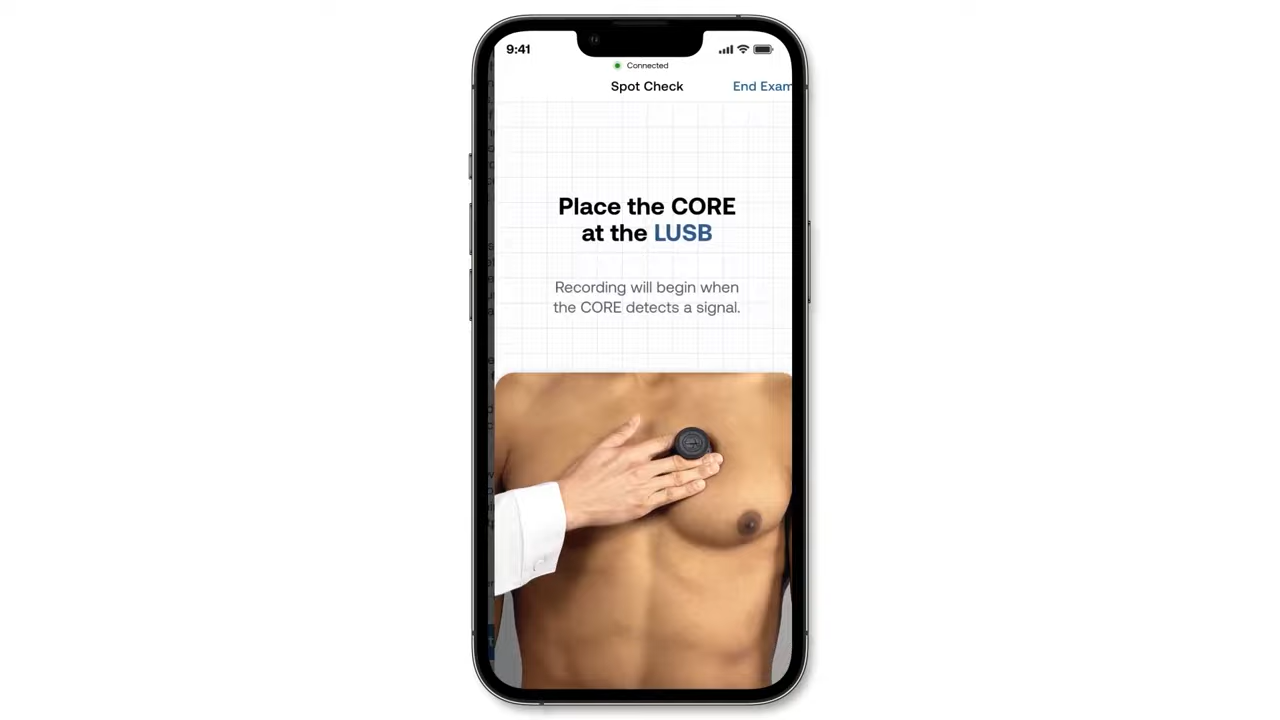 9:41
Connected
Spot Check
End Exam
Place the CORE
at the LUSB
Recording will begin when
the CORE detects a signal.